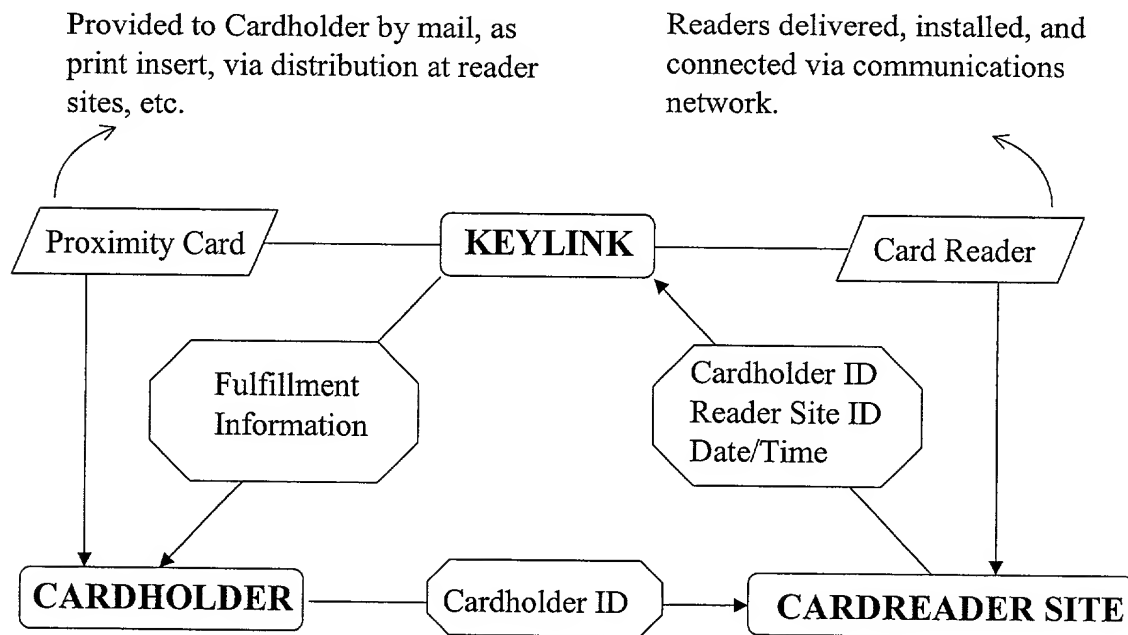 Provided to Cardholder by mail, as
print insert, via distribution at reader
sites, etc.
Readers delivered, installed, and
connected via communications
network.
Proximity Card
KEYLINK
Card Reader
Fulfillment
Information
Cardholder ID
Reader Site ID
Date/Time
CARDHOLDER
Cardholder ID
CARDREADER SITE